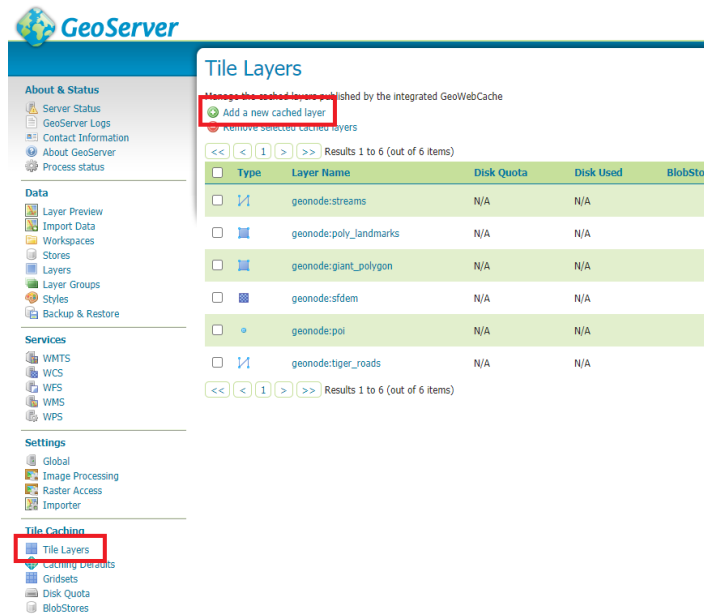 GeoServer
About & Status
Server Status
GeoServer Logs
Contact Information
About GeoServer
Process status
Data
Layer Preview
Import Data
Workspaces
Stores
Layers
Layer Groups
Styles
Backup & Restore
Services
WMTS
WCS
WFS
WMS
WPS
Settings
Global
Image Processing
Raster Access
Importer
Tile Caching
Tile Layers
Caching Defaults
Gridsets
Disk Quota
BlobStores
Tile Layers
Manage the cached layers published by the integrated GeoWebCache
Add a new cached layer
Remove selected cached layers
<< < 1 > >> Results 1 to 6 (out of 6 items)
Type Layer Name Disk Quota Disk Used BlobSto
geonode:streams N/A N/A
geonode:poly_landmarks N/A N/A
geonode:giant_polygon N/A N/A
geonode:sfdem N/A N/A
geonode:poi N/A N/A
geonode:tiger_roads N/A N/A
<< < 1 > >> Results 1 to 6 (out of 6 items)